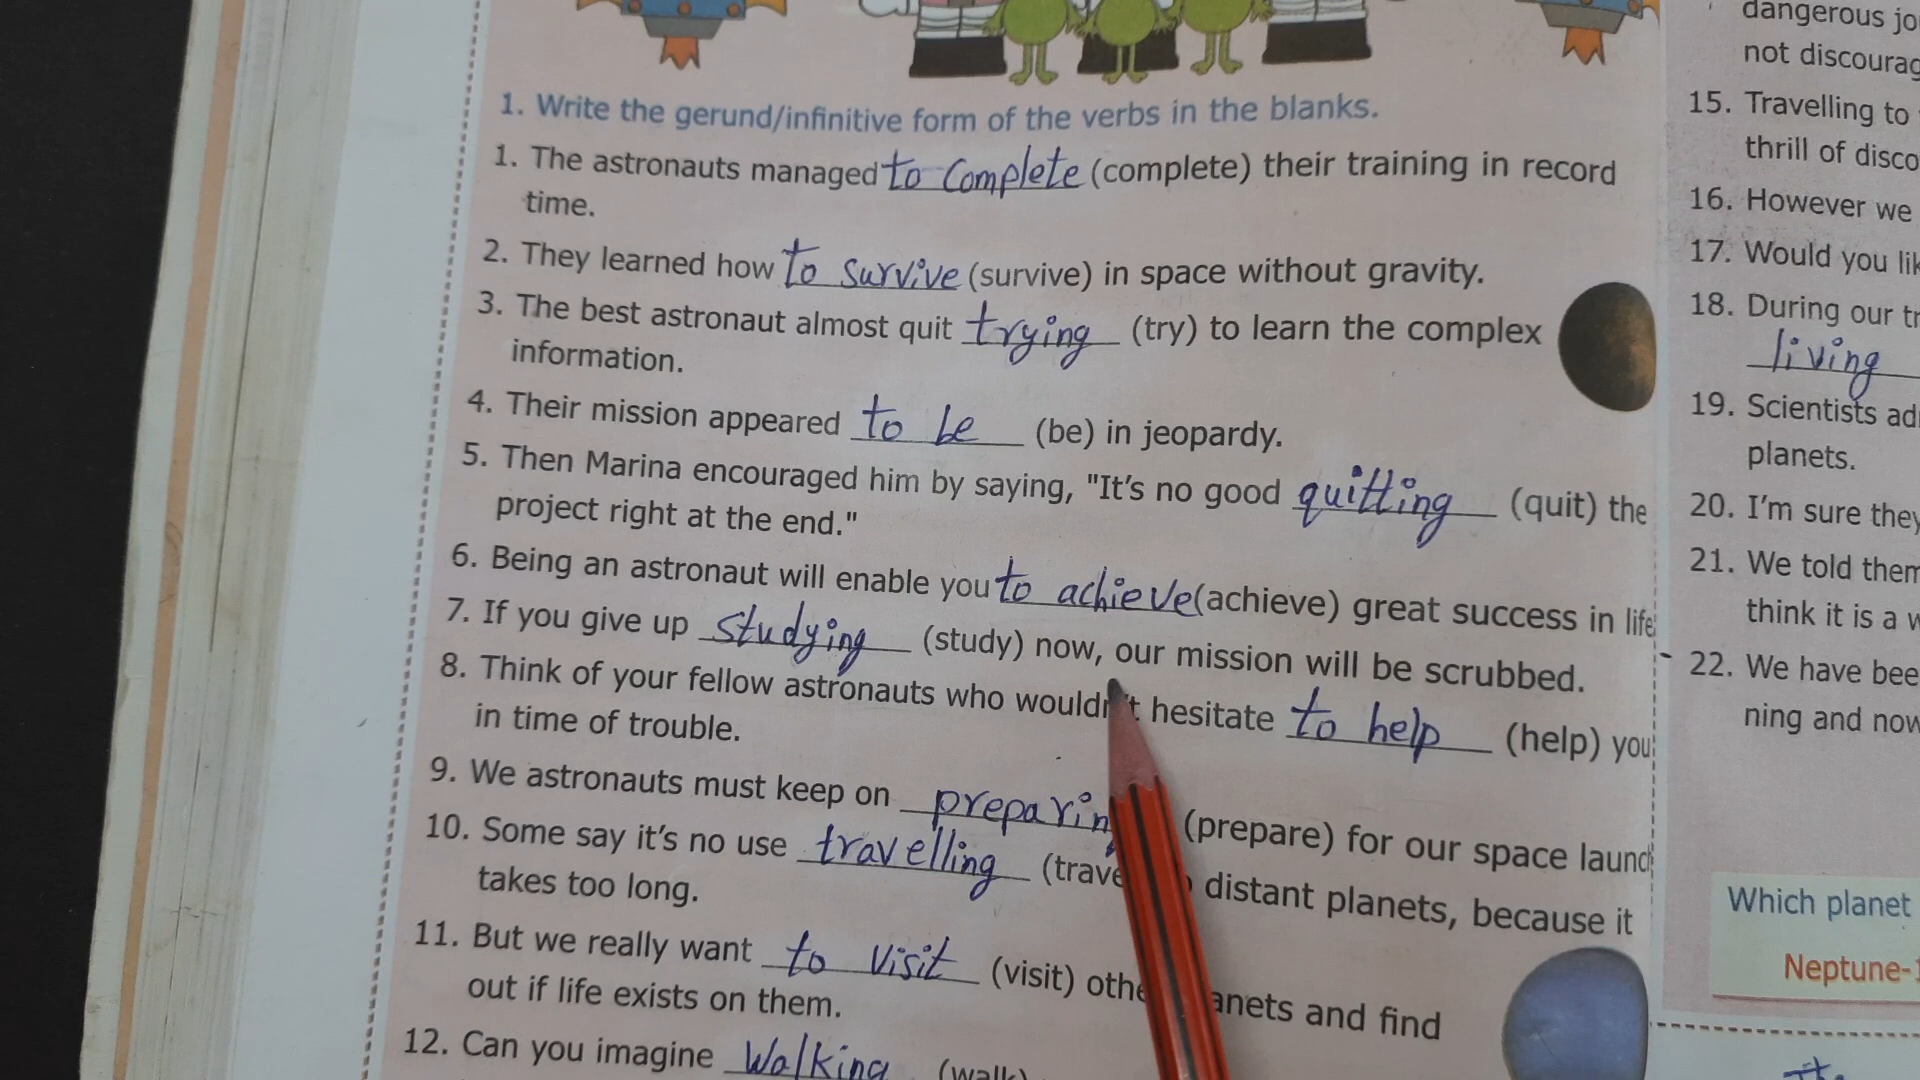 1. Write the gerund/infinitive form of the verbs in the blanks.
1. The astronauts managed to complete (complete) their training in record
time.
2. They learned how to survive (survive) in space without gravity.
3. The best astronaut almost quit trying (try) to learn the complex
information.
4. Their mission appeared to be (be) in jeopardy.
5. Then Marina encouraged him by saying, "It's no good quitting (quit) the
project right at the end."
6. Being an astronaut will enable you to achieve (achieve) great success in life
7. If you give up studying (study) now, our mission will be scrubbed.
8. Think of your fellow astronauts who wouldn't hesitate to help (help) you
in time of trouble.
9. We astronauts must keep on preparing (prepare) for our space launch
10. Some say it's no use travelling distant planets, because it
takes too long.
11. But we really want to visit (visit) planets and find
out if life exists on them.
12. Can you imagine walking (walk)
dangerous
not
15. Travelling to
thrill of
16. However we
17. Would you
18. During our
living
19. Scientists
planets.
20. I'm sure they
21. We told them
think it is a
22. We have
and now
Which planet
Neptune-